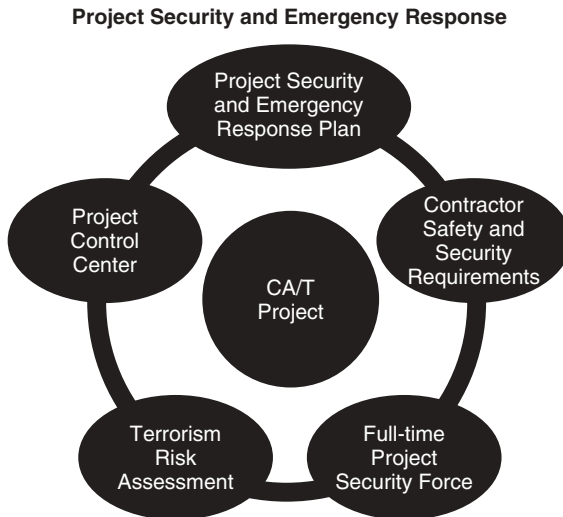 Project Security and Emergency Response
Project Security
and Emergency
Response Plan
Contractor
Safety and
Security
Requirements
Full-time
Project
Security Force
Terrorism
Risk
Assessment
Project
Control
Center
CA/T
Project